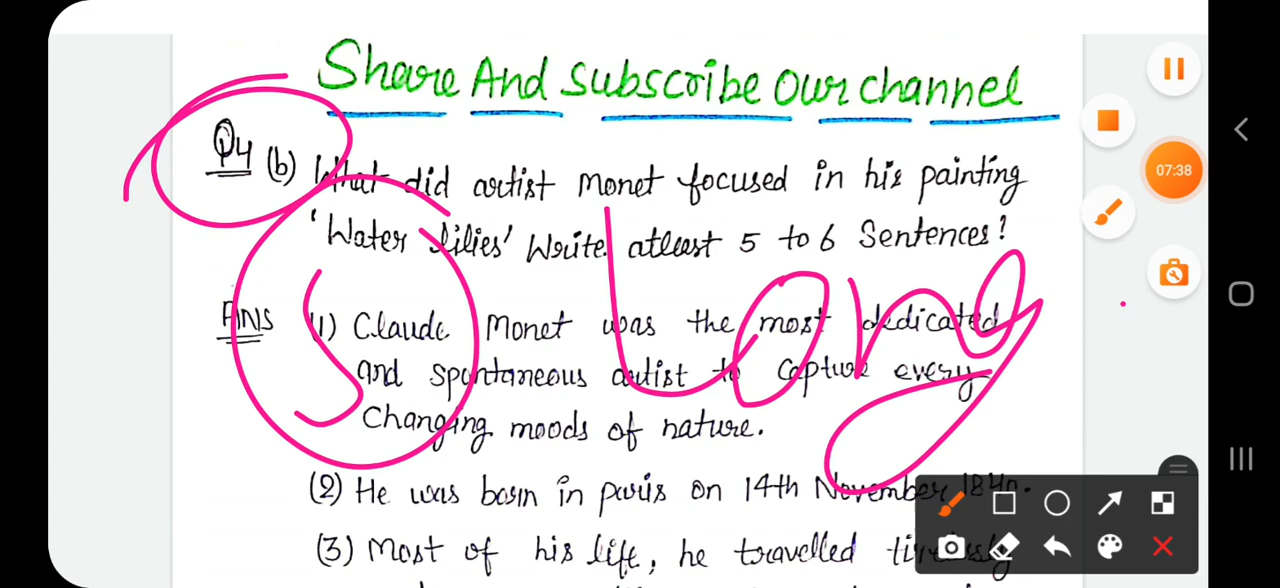 Share And Subscribe Our channel
Q4 (b) What did artist Monet focused in his painting
'Water lilies' Write atleast 5 to 6 Sentences?
07:38
Long
ANS (1) Claude Monet was the most dedicated
5
and spontaneous artist to capture every
Changing moods of nature.
(2) He was born in paris on 14th November 1840.
(3) Most of his life, he travelled tirelessly